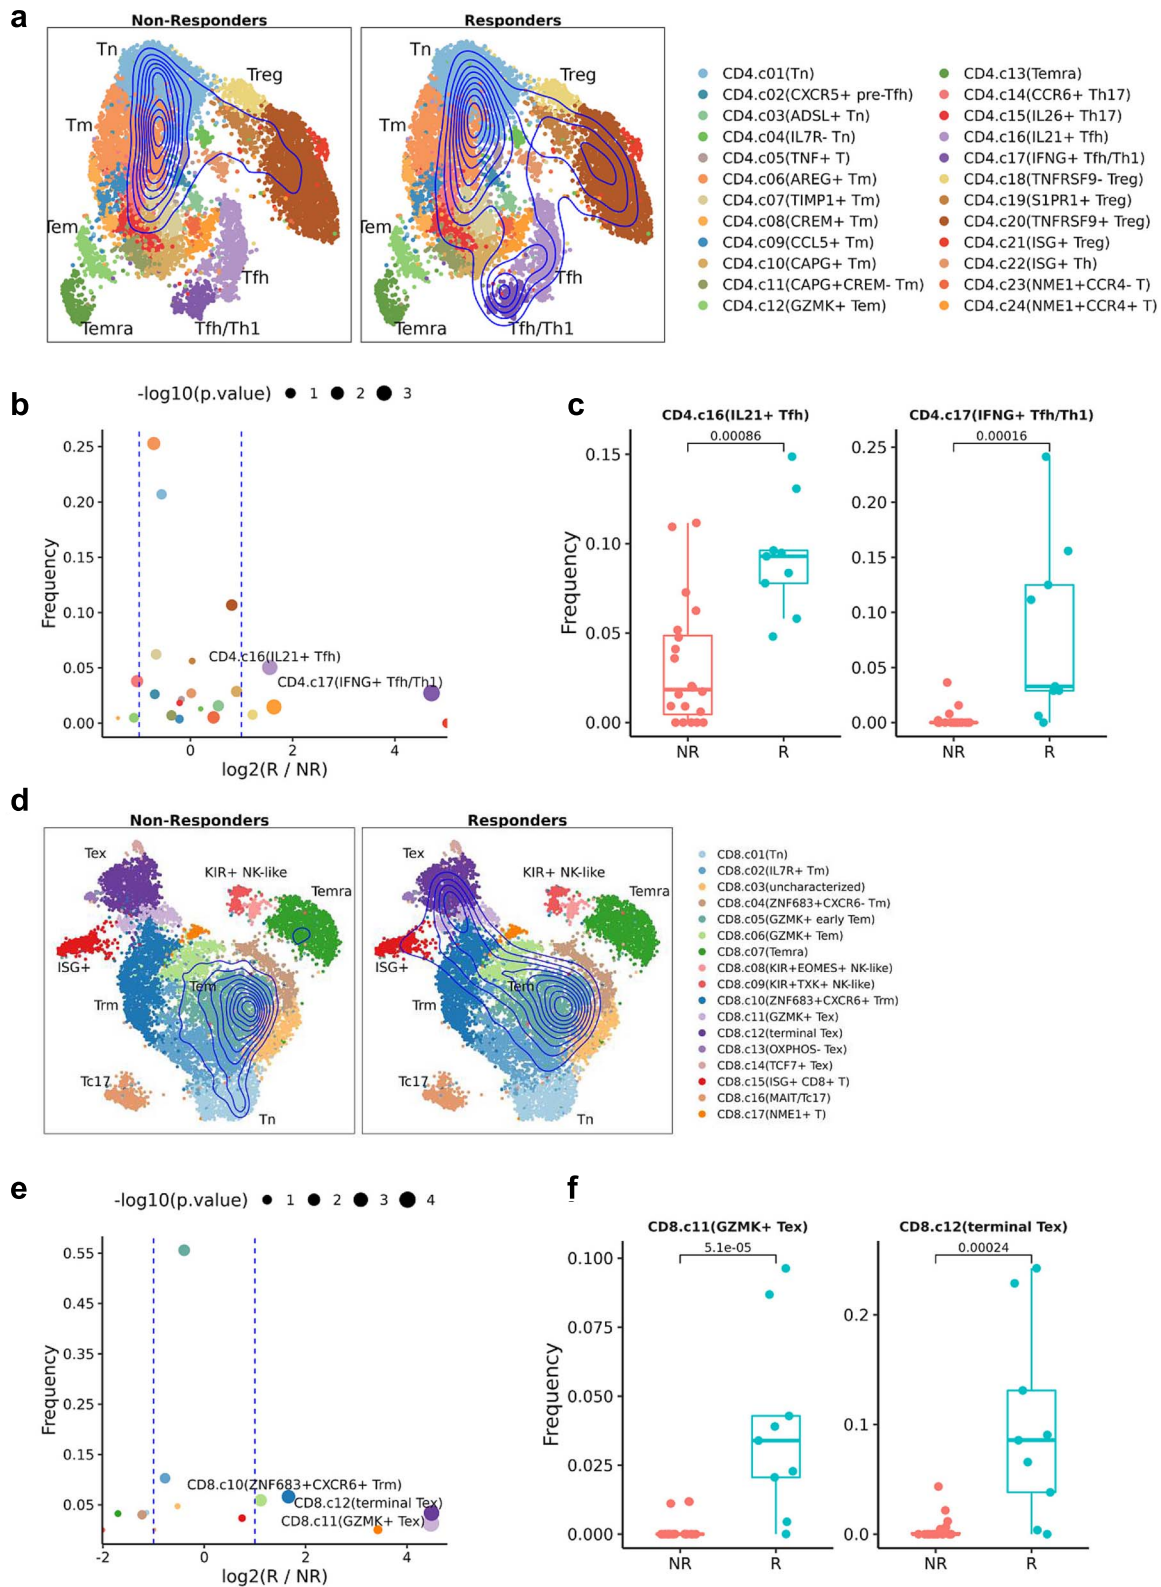 a
Non-Responders
Responders
Tn
Treg
Tm
Tem
Tfh
Temra
Tfh/Th1
Tn
Treg
Tm
Tem
Tfh
Temra
Tfh/Th1
CD4.c01(Tn)
CD4.c02(CXCR5+ pre-Tfh)
CD4.c03(ADSL+ Tn)
CD4.c04(IL7R- Tn)
CD4.c05(TNF+ T)
CD4.c06(AREG+ Tm)
CD4.c07(TIMP1+ Tm)
CD4.c08(CREM+ Tm)
CD4.c09(CCL5+ Tm)
CD4.c10(CAPG+ Tm)
CD4.c11(CAPG+CREM- Tm)
CD4.c12(GZMK+ Tem)
CD4.c13(Temra)
CD4.c14(CCR6+ Th17)
CD4.c15(IL26+ Th17)
CD4.c16(IL21+ Tfh)
CD4.c17(IFNG+ Tfh/Th1)
CD4.c18(TNFRSF9- Treg)
CD4.c19(S1PR1+ Treg)
CD4.c20(TNFRSF9+ Treg)
CD4.c21(ISG+ Treg)
CD4.c22(ISG+ Th)
CD4.c23(NME1+CCR4- T)
CD4.c24(NME1+CCR4+ T)
b
-log10(p.value) 1 2 3
Frequency
0.25
0.20
0.15
0.10
0.05
0.00
CD4.c16(IL21+ Tfh)
CD4.c17(IFNG+ Tfh/Th1)
0 2 4
log2(R / NR)
c
CD4.c16(IL21+ Tfh)
0.00086
Frequency
0.15
0.10
0.05
0.00
NR R
CD4.c17(IFNG+ Tfh/Th1)
0.00016
0.25
0.20
0.15
0.10
0.05
0.00
NR R
d
Non-Responders
Responders
Tex
KIR+ NK-like
Temra
ISG+
Tem
Trm
Tc17
Tn
Tex
KIR+ NK-like
Temra
ISG+
Tem
Trm
Tc17
Tn
CD8.c01(Tn)
CD8.c02(IL7R+ Tm)
CD8.c03(uncharacterized)
CD8.c04(ZNF683+CXCR6- Tm)
CD8.c05(GZMK+ early Tem)
CD8.c06(GZMK+ Tem)
CD8.c07(Temra)
CD8.c08(KIR+EOMES+ NK-like)
CD8.c09(KIR+TXK+ NK-like)
CD8.c10(ZNF683+CXCR6+ Trm)
CD8.c11(GZMK+ Tex)
CD8.c12(terminal Tex)
CD8.c13(OXPHOS- Tex)
CD8.c14(TCF7+ Tex)
CD8.c15(ISG+ CD8+ T)
CD8.c16(MAIT/Tc17)
CD8.c17(NME1+ T)
e
-log10(p.value) 1 2 3 4
Frequency
0.55
0.45
0.35
0.25
0.15
0.05
CD8.c10(ZNF683+CXCR6+ Trm)
CD8.c12(terminal Tex)
CD8.c11(GZMK+ Tex)
-2 0 2 4
log2(R / NR)
f
CD8.c11(GZMK+ Tex)
5.1e-05
Frequency
0.100
0.075
0.050
0.025
0.000
NR R
CD8.c12(terminal Tex)
0.00024
0.2
0.1
0.0
NR R